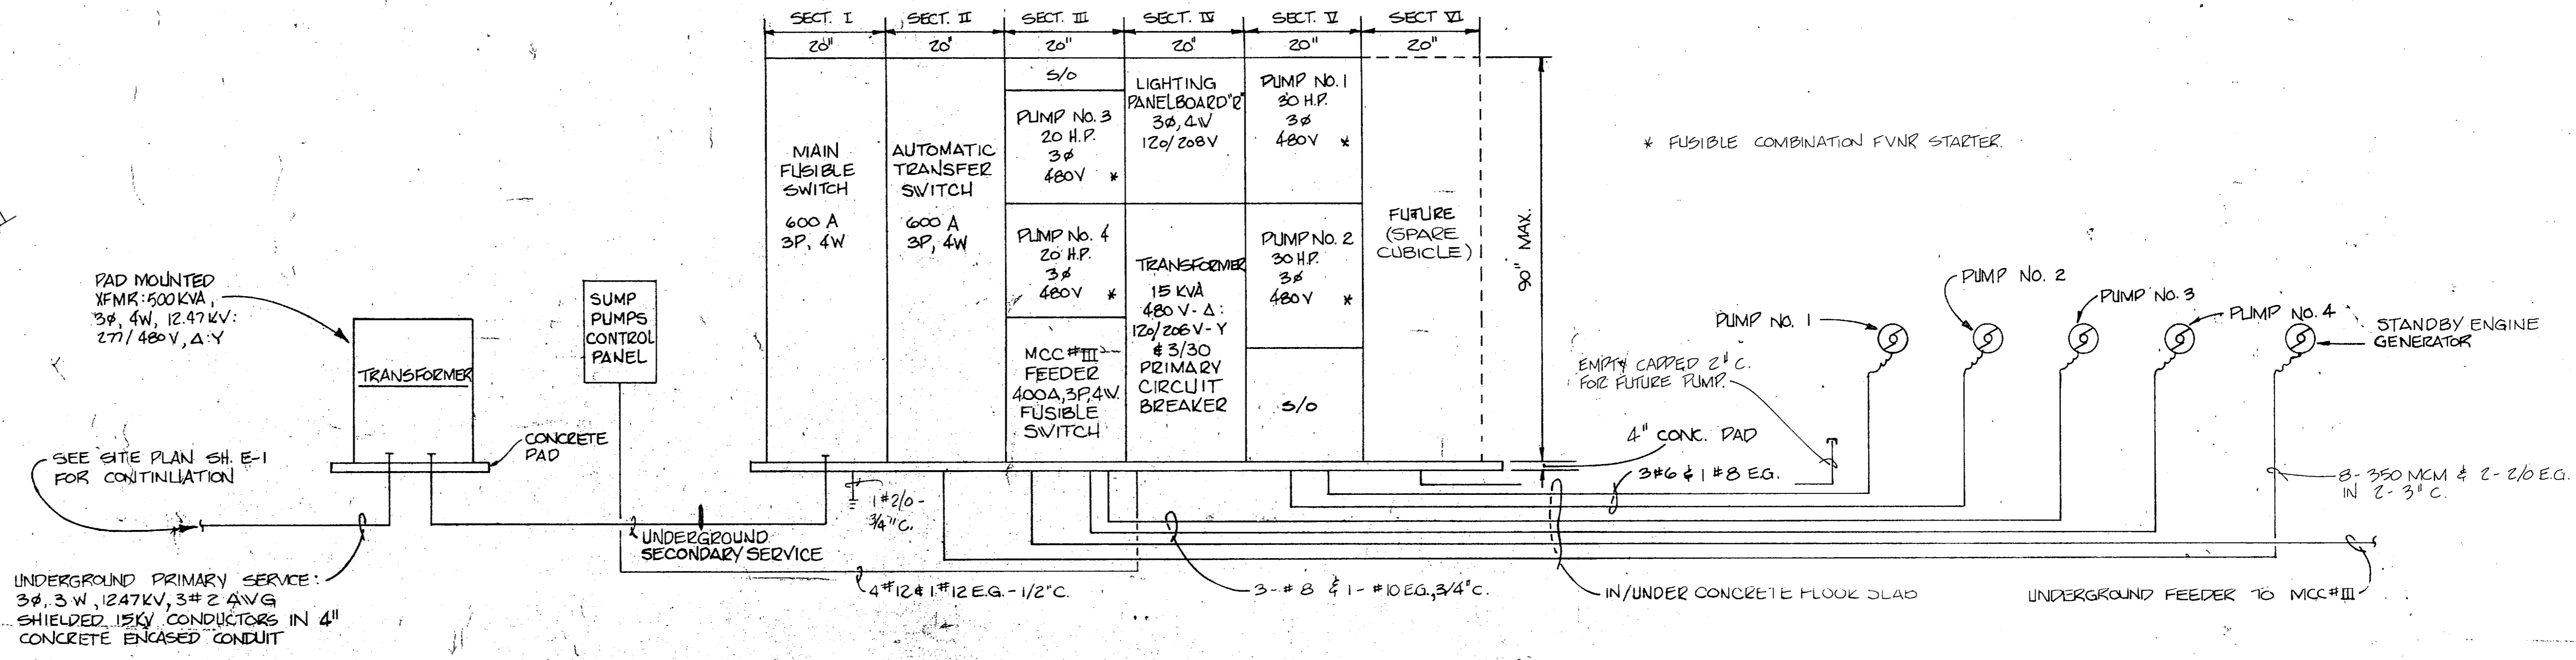 SECT. I
SECT. II
SECT. III
SECT. IV
SECT. V
SECT VI
20"
20"
20"
20"
20"
20"
MAIN
FUSIBLE
SWITCH
600 A
3P, 4W
AUTOMATIC
TRANSFER
SWITCH
600 A
3P, 4W
S/O
PUMP NO. 3
20 H.P.
3Ø
480V *
PUMP NO. 4
20 H.P.
3Ø
480V *
MCC #III
FEEDER
400A, 3P, 4W.
FUSIBLE
SWITCH
LIGHTING
PANELBOARD "R"
3Ø, 4W
120/208V
TRANSFORMER
15 KVA
480 V - Δ:
120/208V - Y
& 3/30
PRIMARY
CIRCUIT
BREAKER
PUMP NO. 1
30 H.P.
3Ø
480V *
PUMP NO. 2
30 H.P.
3Ø
480V *
S/O
FUTURE
(SPARE
CUBICLE)
90" MAX.
* FUSIBLE COMBINATION FVNR STARTER.
PAD MOUNTED
XFMR: 500 KVA,
3Ø, 4W, 12.47 KV:
277/480 V, Δ:Y
TRANSFORMER
CONCRETE
PAD
SUMP
PUMPS
CONTROL
PANEL
SEE SITE PLAN SH. E-1
FOR CONTINUATION
UNDERGROUND PRIMARY SERVICE:
3Ø, 3 W, 12.47 KV, 3#2 AWG
SHIELDED 15KV CONDUCTORS IN 4"
CONCRETE ENCASED CONDUIT
UNDERGROUND
SECONDARY SERVICE
1 #2/0 -
3/4" C.
4 #12 & 1 #12 E.G. - 1/2" C.
3- #8 & 1- #10 E.G., 3/4" C.
4" CONC. PAD
3 #6 & 1 #8 E.G.
EMPTY CAPPED 2" C.
FOR FUTURE PUMP.
PUMP NO. 1
PUMP NO. 2
PUMP NO. 3
PUMP NO. 4
STANDBY ENGINE
GENERATOR
8- 350 MCM & 2- 2/0 E.G.
IN 2- 3" C.
IN/UNDER CONCRETE FLOOR SLAB
UNDERGROUND FEEDER TO MCC #III